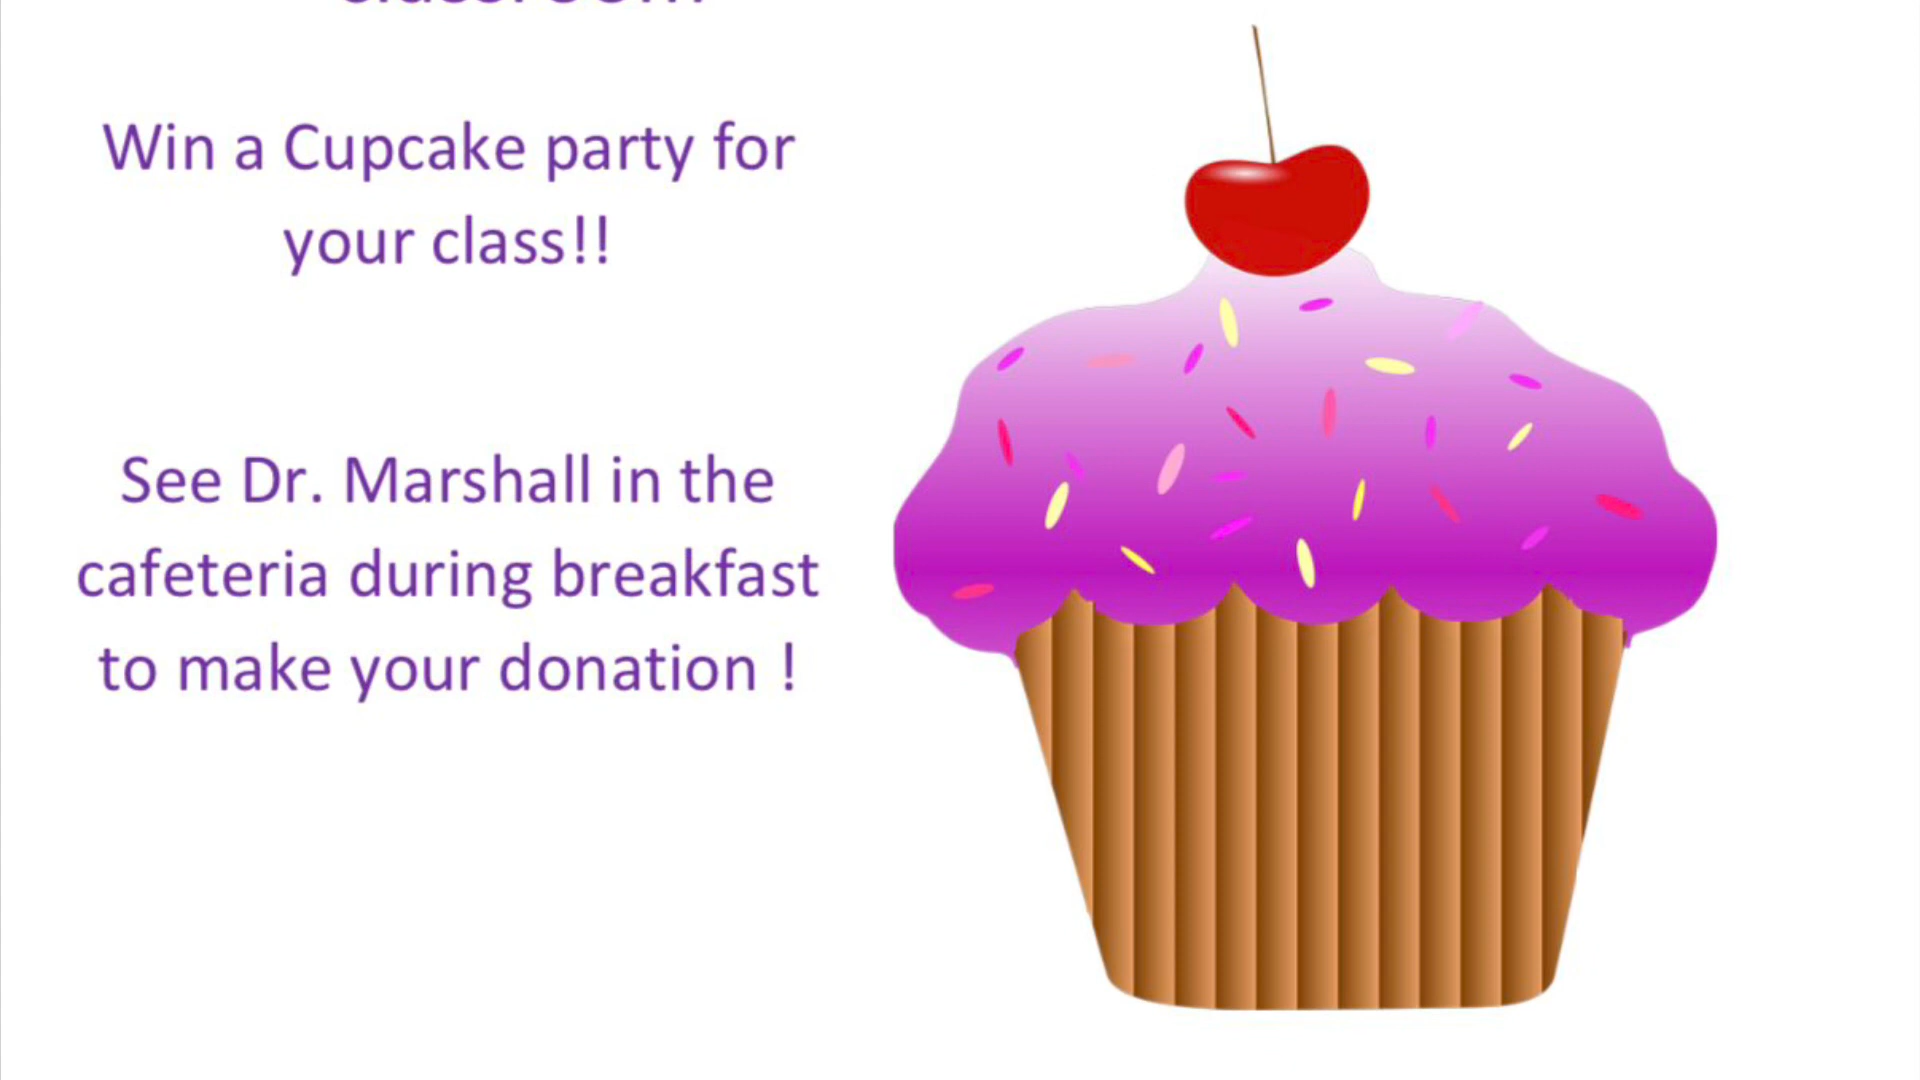 Win a Cupcake party for
your class!!
See Dr. Marshall in the
cafeteria during breakfast
to make your donation !